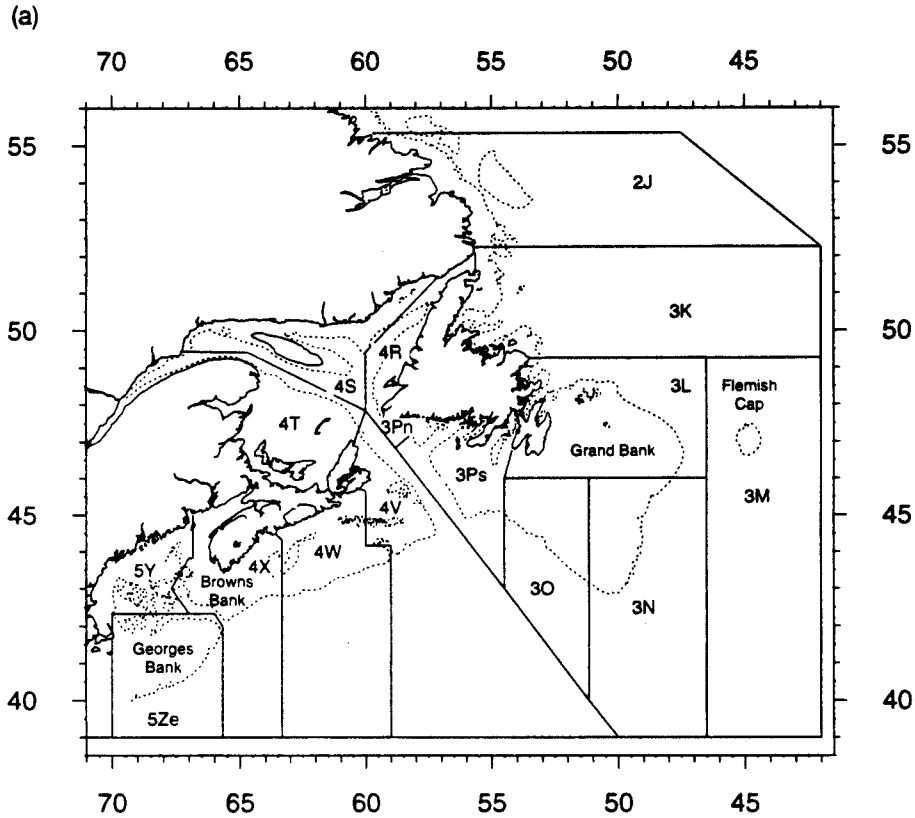 (a)
70 65 60 55 50 45
55 55
2J
3K
50 50
4R
4S
3L
Flemish
Cap
4T
3Pn
Grand Bank
3Ps
3M
45 45
4V
4W
4X
5Y
Browns
Bank
3O
3N
Georges
Bank
40 40
5Ze
70 65 60 55 50 45